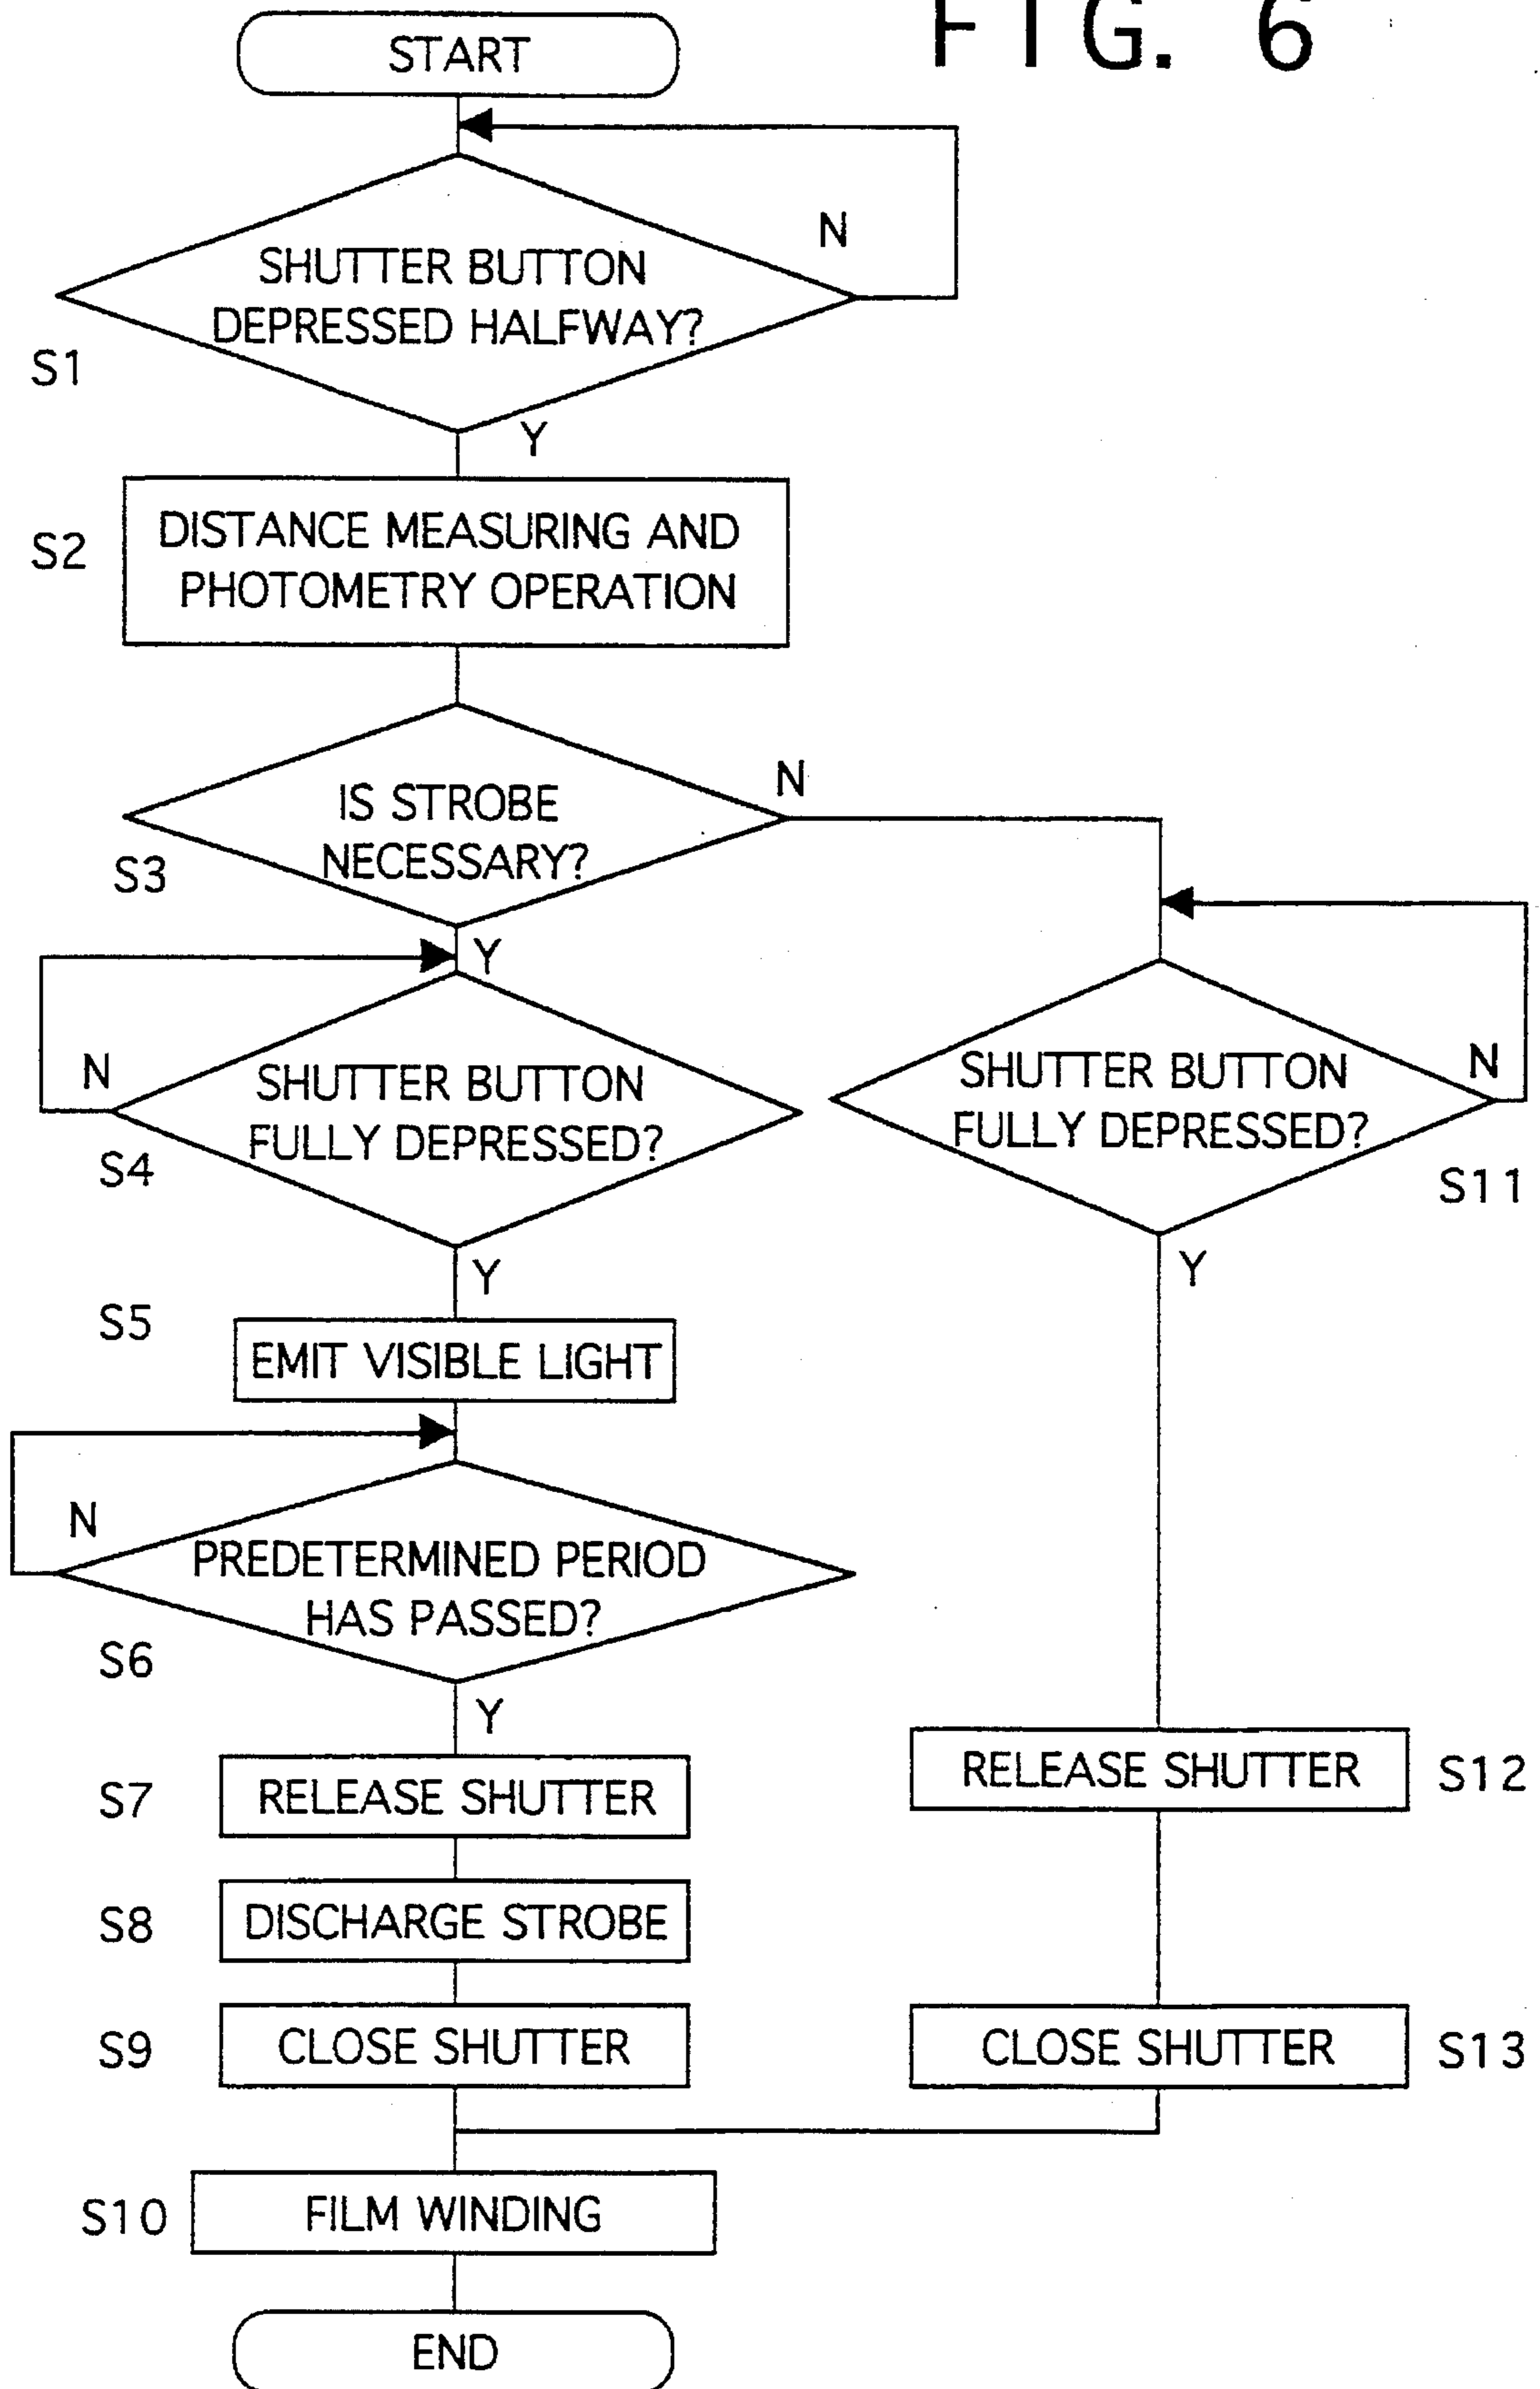 FIG. 6
START
N
SHUTTER BUTTON
DEPRESSED HALFWAY?
S1
Y
S2
DISTANCE MEASURING AND
PHOTOMETRY OPERATION
N
IS STROBE
NECESSARY?
S3
Y
N
SHUTTER BUTTON
FULLY DEPRESSED?
S4
Y
N
SHUTTER BUTTON
FULLY DEPRESSED?
S11
Y
S5
EMIT VISIBLE LIGHT
N
PREDETERMINED PERIOD
HAS PASSED?
S6
Y
S7
RELEASE SHUTTER
RELEASE SHUTTER
S12
S8
DISCHARGE STROBE
S9
CLOSE SHUTTER
CLOSE SHUTTER
S13
S10
FILM WINDING
END